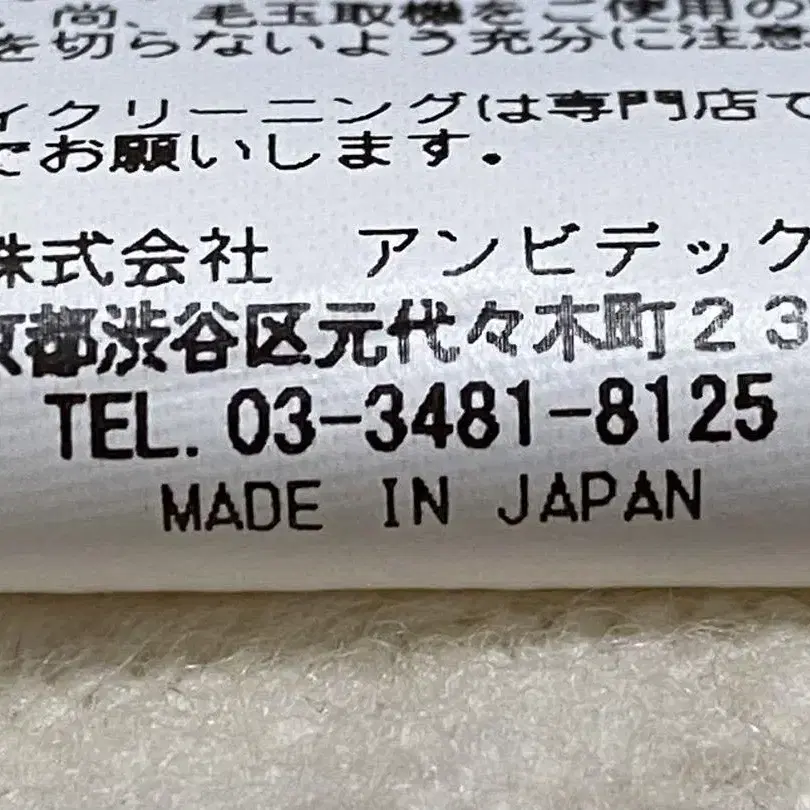 尚、毛玉取機をご使用の
を切らないよう充分に注意
ィクリーニングは専門店で
でお願いします。
株式会社 アンビデック
京都渋谷区元代々木町23
TEL. 03-3481-8125
MADE IN JAPAN